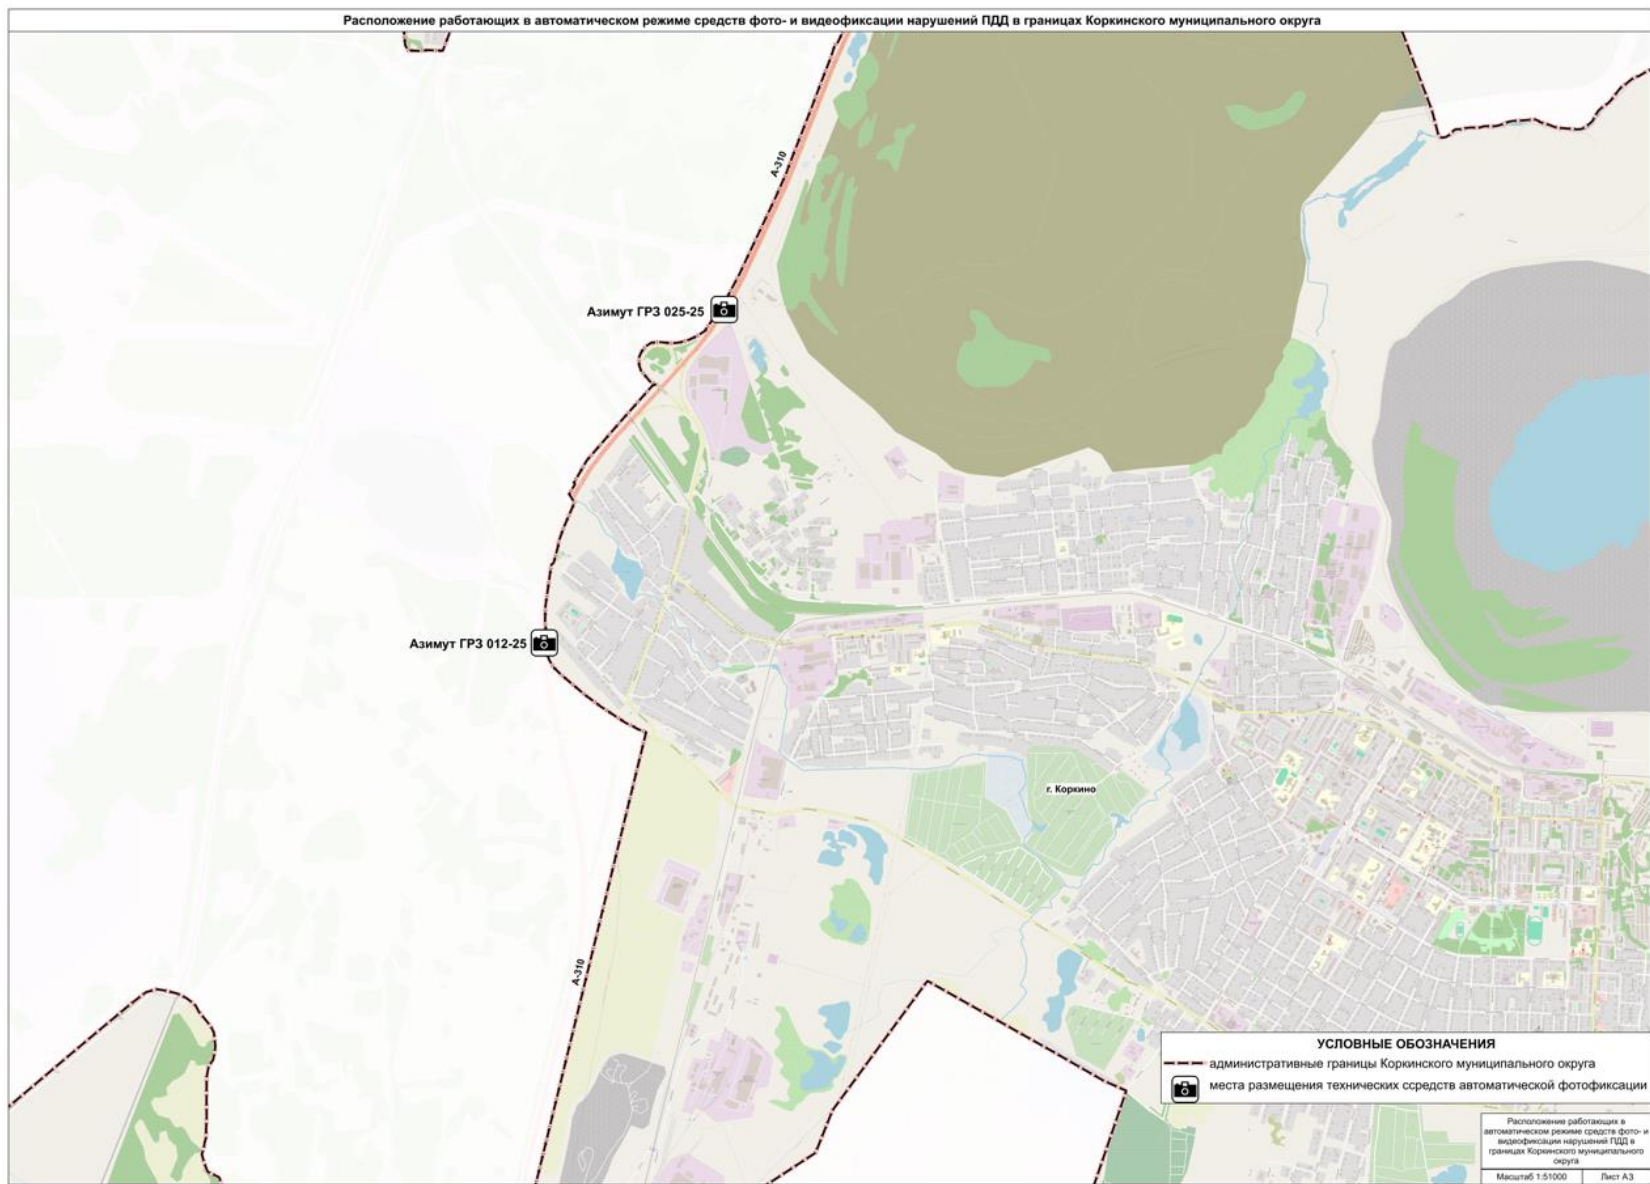 Расположение работающих в автоматическом режиме средств фото- и видеофиксации нарушений ПДД в границах Коркинского муниципального округа
А-310
Азимут ГРЗ 025-25
Азимут ГРЗ 012-25
г. Коркино
А-310
УСЛОВНЫЕ ОБОЗНАЧЕНИЯ
административные границы Коркинского муниципального округа
места размещения технических ссредств автоматической фотофиксации
Расположение работающих в
автоматическом режиме средств фото- и
видеофиксации нарушений ПДД в
границах Коркинского муниципального
округа
Масштаб 1:51000
Лист А3